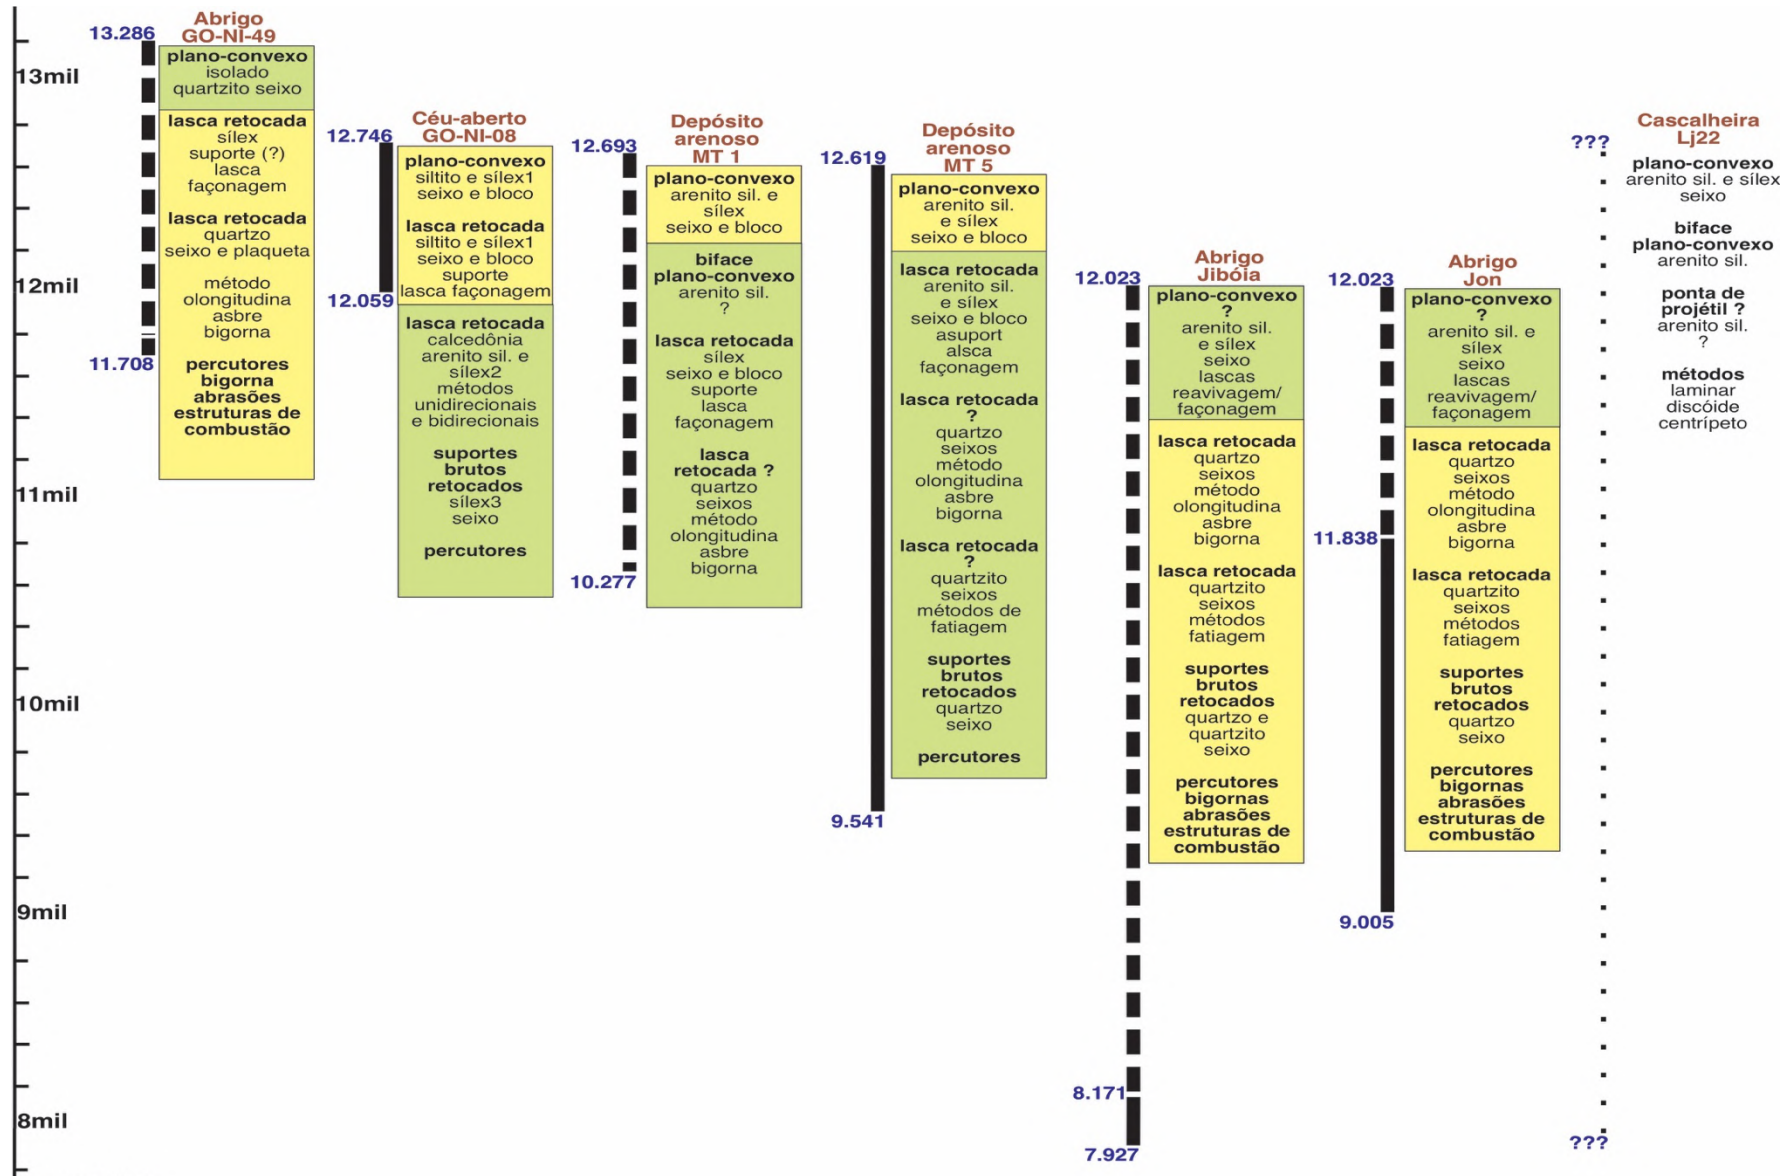 13mil
12mil
11mil
10mil
9mil
8mil
Abrigo
GO-NI-49
13.286
11.708
plano-convexo
isolado
quartzito seixo
lasca retocada
sílex
suporte (?)
lasca
façonagem
lasca retocada
quartzo
seixo e plaqueta
método
olongitudina
asbre
bigorna
percutores
bigorna
abrasões
estruturas de
combustão
Céu-aberto
GO-NI-08
12.746
12.059
plano-convexo
siltito e sílex1
seixo e bloco
lasca retocada
siltito e sílex1
seixo e bloco
suporte
lasca façonagem
lasca retocada
calcedônia
arenito sil. e
sílex2
métodos
unidirecionais
e bidirecionais
suportes
brutos
retocados
sílex3
seixo
percutores
Depósito
arenoso
MT 1
12.693
10.277
plano-convexo
arenito sil. e
sílex
seixo e bloco
biface
plano-convexo
arenito sil.
?
lasca retocada
sílex
seixo e bloco
suporte
lasca
façonagem
lasca
retocada ?
quartzo
seixos
método
olongitudina
asbre
bigorna
Depósito
arenoso
MT 5
12.619
9.541
plano-convexo
arenito sil.
e sílex
seixo e bloco
lasca retocada
arenito sil.
e sílex
seixo e bloco
asuport
alsca
façonagem
lasca retocada
?
quartzo
seixos
método
olongitudina
asbre
bigorna
lasca retocada
?
quartzito
seixos
métodos de
fatiagem
suportes
brutos
retocados
quartzo
seixo
percutores
Abrigo
Jibóia
12.023
8.171
7.927
plano-convexo
?
arenito sil.
e sílex
seixo
lascas
reavivagem/
façonagem
lasca retocada
quartzo
seixos
método
olongitudina
asbre
bigorna
lasca retocada
quartzito
seixos
métodos
fatiagem
suportes
brutos
retocados
quartzo e
quartzito
seixo
percutores
bigornas
abrasões
estruturas de
combustão
Abrigo
Jon
12.023
11.838
9.005
plano-convexo
?
arenito sil. e
sílex
seixo
lascas
reavivagem/
façonagem
lasca retocada
quartzo
seixos
método
olongitudina
asbre
bigorna
lasca retocada
quartzito
seixos
métodos
fatiagem
suportes
brutos
retocados
quartzo
seixo
percutores
bigornas
abrasões
estruturas de
combustão
Cascalheira
Lj22
???
???
plano-convexo
arenito sil. e sílex
seixo
biface
plano-convexo
arenito sil.
ponta de
projétil ?
arenito sil.
?
métodos
laminar
discóide
centrípeto